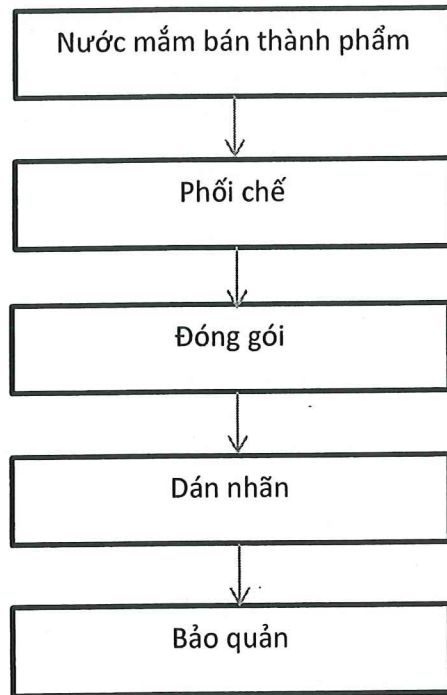 Nước mắm bán thành phẩm
Phối chế
Đóng gói
Dán nhãn
Bảo quản